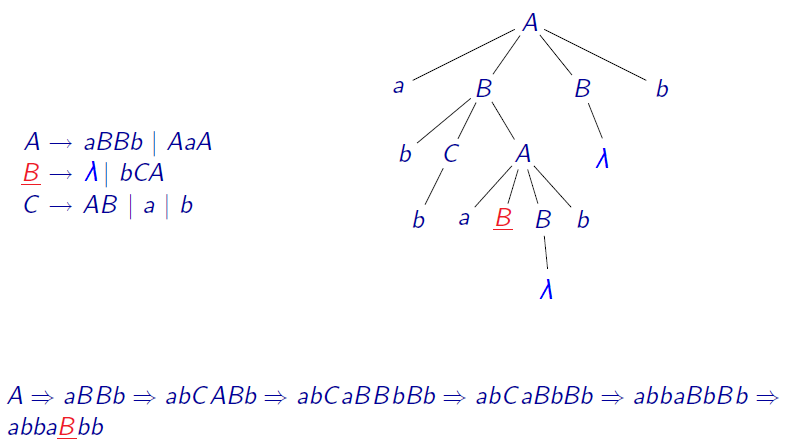 A
a B B b
A → aBBb | AaA
b C A λ
B → λ | bCA
C → AB | a | b
b a B B b
λ
A ⇒ aBBb ⇒ abCABb ⇒ abCaBBbBb ⇒ abCaBbBb ⇒ abbaBbBb ⇒
abbaBbb